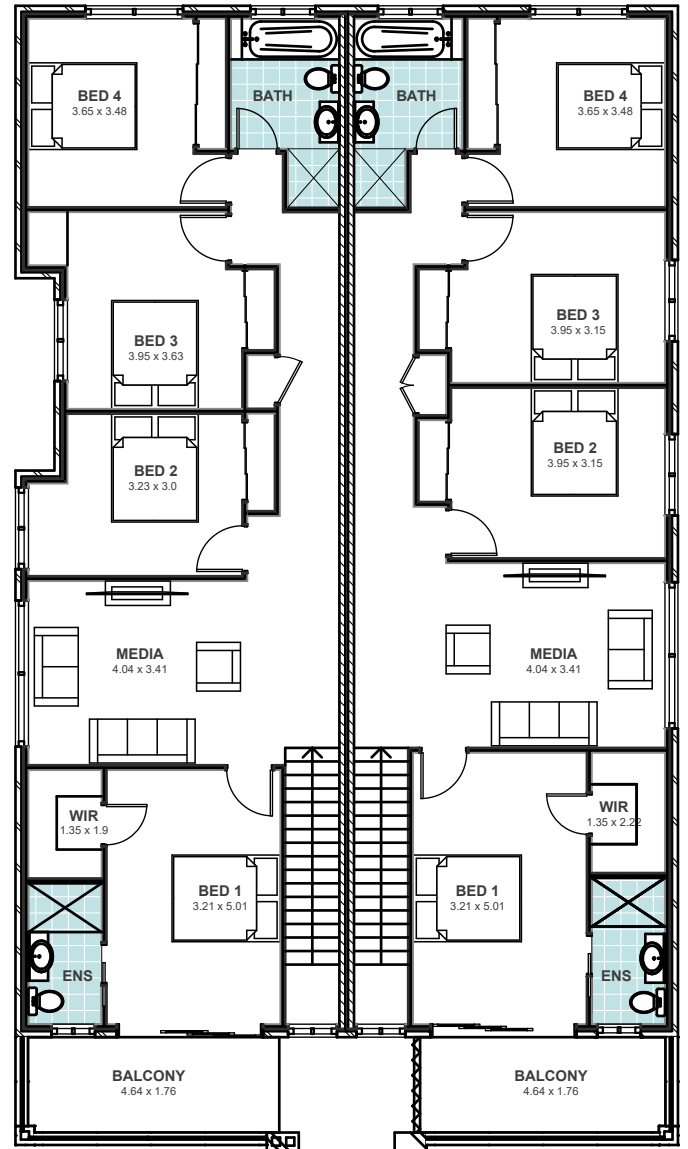 BED 4
3.65 x 3.48
BATH
BATH
BED 4
3.65 x 3.48
BED 3
3.95 x 3.63
BED 3
3.95 x 3.15
BED 2
3.23 x 3.0
BED 2
3.95 x 3.15
MEDIA
4.04 x 3.41
MEDIA
4.04 x 3.41
WIR
1.35 x 1.9
WIR
1.35 x 2.22
BED 1
3.21 x 5.01
BED 1
3.21 x 5.01
ENS
ENS
BALCONY
4.64 x 1.76
BALCONY
4.64 x 1.76